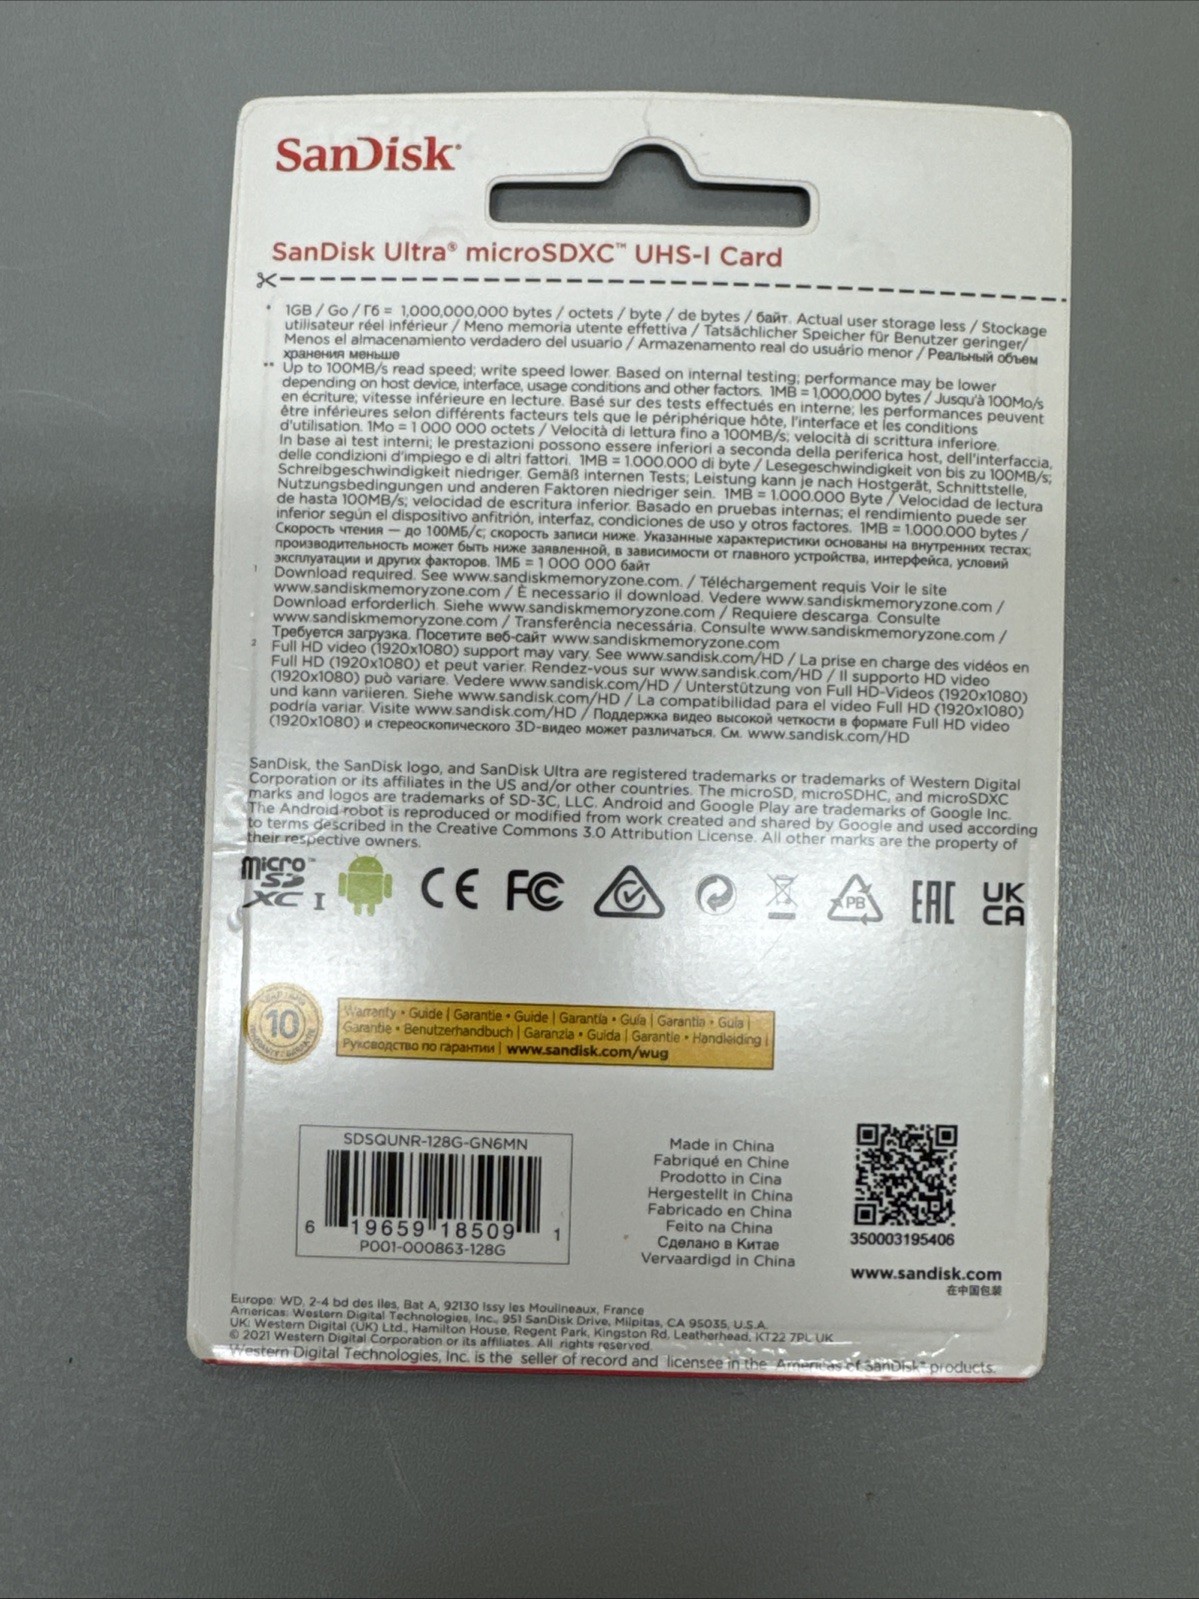 SanDisk®
SanDisk Ultra® microSDXC™ UHS-I Card
* 1GB / Go / Гб = 1,000,000,000 bytes / octets / byte / de bytes / байт. Actual user storage less / Stockage
utilisateur réel inférieur / Meno memoria utente effettiva / Tatsächlicher Speicher für Benutzer geringer/
Menos el almacenamiento verdadero del usuario / Armazenamento real do usuário menor / Реальный объем
хранения меньше
** Up to 100MB/s read speed; write speed lower. Based on internal testing; performance may be lower
depending on host device, interface, usage conditions and other factors. 1MB = 1,000,000 bytes / Jusqu'à 100Mo/s
en écriture; vitesse inférieure en lecture. Basé sur des tests effectués en interne; les performances peuvent
être inférieures selon différents facteurs tels que le périphérique hôte, l'interface et les conditions
d'utilisation. 1Mo = 1 000 000 octets / Velocità di lettura fino a 100MB/s; velocità di scrittura inferiore.
In base ai test interni; le prestazioni possono essere inferiori a seconda della periferica host, dell'interfaccia,
delle condizioni d'impiego e di altri fattori. 1MB = 1.000.000 di byte / Lesegeschwindigkeit von bis zu 100MB/s;
Schreibgeschwindigkeit niedriger. Gemäß internen Tests; Leistung kann je nach Hostgerät, Schnittstelle,
Nutzungsbedingungen und anderen Faktoren niedriger sein. 1MB = 1.000.000 Byte / Velocidad de lectura
de hasta 100MB/s; velocidad de escritura inferior. Basado en pruebas internas; el rendimiento puede ser
inferior según el dispositivo anfitrión, interfaz, condiciones de uso y otros factores. 1MB = 1.000.000 bytes /
Скорость чтения — до 100МБ/с; скорость записи ниже. Указанные характеристики основаны на внутренних тестах;
производительность может быть ниже заявленной, в зависимости от главного устройства, интерфейса, условий
эксплуатации и других факторов. 1МБ = 1 000 000 байт
1 Download required. See www.sandiskmemoryzone.com. / Téléchargement requis Voir le site
www.sandiskmemoryzone.com / È necessario il download. Vedere www.sandiskmemoryzone.com /
Download erforderlich. Siehe www.sandiskmemoryzone.com / Requiere descarga. Consulte
www.sandiskmemoryzone.com / Transferência necessária. Consulte www.sandiskmemoryzone.com /
Требуется загрузка. Посетите веб-сайт www.sandiskmemoryzone.com
2 Full HD video (1920x1080) support may vary. See www.sandisk.com/HD / La prise en charge des vidéos en
Full HD (1920x1080) et peut varier. Rendez-vous sur www.sandisk.com/HD / Il supporto HD video
(1920x1080) può variare. Vedere www.sandisk.com/HD / Unterstützung von Full HD-Videos (1920x1080)
und kann variieren. Siehe www.sandisk.com/HD / La compatibilidad para el video Full HD (1920x1080)
podría variar. Visite www.sandisk.com/HD / Поддержка видео высокой четкости в формате Full HD video
(1920x1080) и стереоскопического 3D-видео может различаться. См. www.sandisk.com/HD
SanDisk, the SanDisk logo, and SanDisk Ultra are registered trademarks or trademarks of Western Digital
Corporation or its affiliates in the US and/or other countries. The microSD, microSDHC, and microSDXC
marks and logos are trademarks of SD-3C, LLC. Android and Google Play are trademarks of Google Inc.
The Android robot is reproduced or modified from work created and shared by Google and used according
to terms described in the Creative Commons 3.0 Attribution License. All other marks are the property of
their respective owners.
micro SD XC I ™ CE FC PB EAC UK CA
10
Warranty • Guide | Garantie • Guide | Garantía • Guía | Garantia • Guia |
Garantie • Benutzerhandbuch | Garanzia • Guida | Garantie • Handleiding |
Руководство по гарантии | www.sandisk.com/wug
SDSQUNR-128G-GN6MN
6 19659 18509 1
P001-000863-128G
Made in China
Fabriqué en Chine
Prodotto in Cina
Hergestellt in China
Fabricado en China
Feito na China
Сделано в Китае
Vervaardigd in China
350003195406
www.sandisk.com
在中国包装
Europe: WD, 2-4 bd des Iles, Bat A, 92130 Issy les Moulineaux, France
Americas: Western Digital Technologies, Inc., 951 SanDisk Drive, Milpitas, CA 95035, U.S.A.
UK: Western Digital (UK) Ltd., Hamilton House, Regent Park, Kingston Rd, Leatherhead, KT22 7PL UK
© 2021 Western Digital Corporation or its affiliates. All rights reserved.
Western Digital Technologies, Inc. is the seller of record and licensee in the Americas of SanDisk® products.